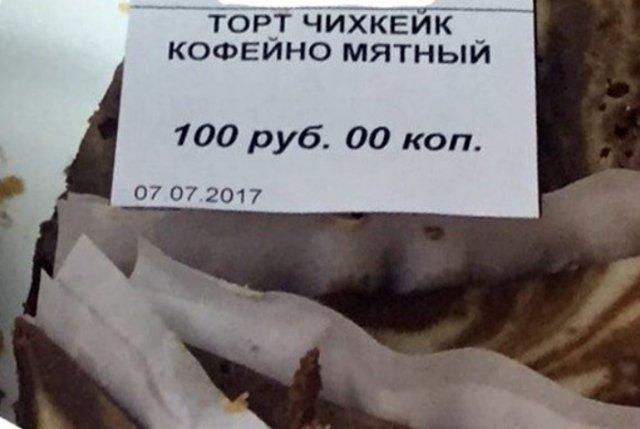 ТОРТ ЧИХКЕЙК
КОФЕЙНО МЯТНЫЙ
100 руб. 00 коп.
07 07.2017